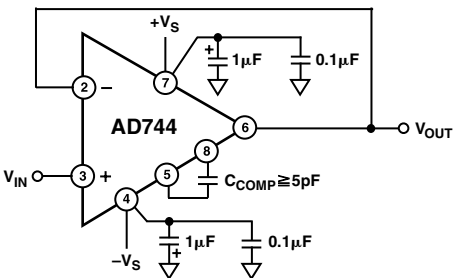 +VS
+
1µF
0.1µF
7
2
−
AD744
6
VOUT
8
VIN
3
+
5
CCOMP ≧ 5pF
4
1µF
0.1µF
+
−VS